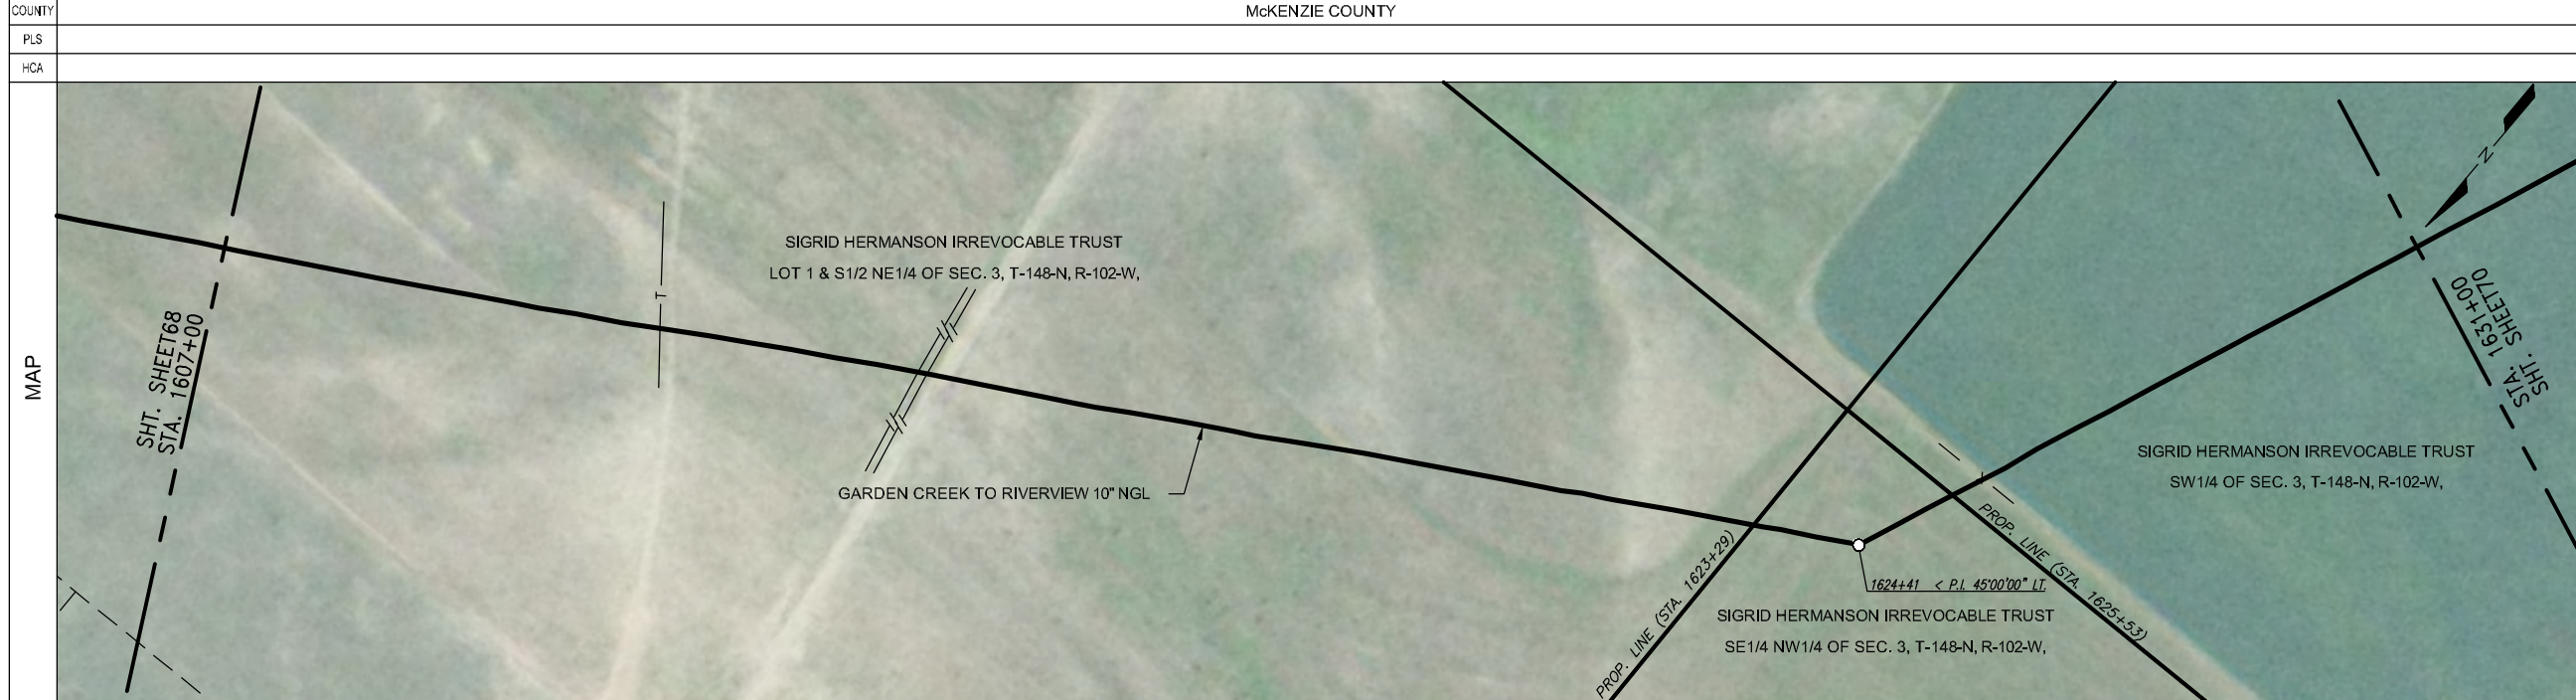 COUNTY
McKENZIE COUNTY
PLS
HCA
MAP
SHT. SHEET68
STA. 1607+00
T
SIGRID HERMANSON IRREVOCABLE TRUST
LOT 1 & S1/2 NE1/4 OF SEC. 3, T-148-N, R-102-W,
GARDEN CREEK TO RIVERVIEW 10" NGL
PROP. LINE (STA. 1623+29)
1624+41 < P.I. 45°00'00" LT.
SIGRID HERMANSON IRREVOCABLE TRUST
SE1/4 NW1/4 OF SEC. 3, T-148-N, R-102-W,
PROP. LINE (STA. 1625+53)
SIGRID HERMANSON IRREVOCABLE TRUST
SW1/4 OF SEC. 3, T-148-N, R-102-W,
N
STA. 1631+00
SHT. SHEET70
T
T